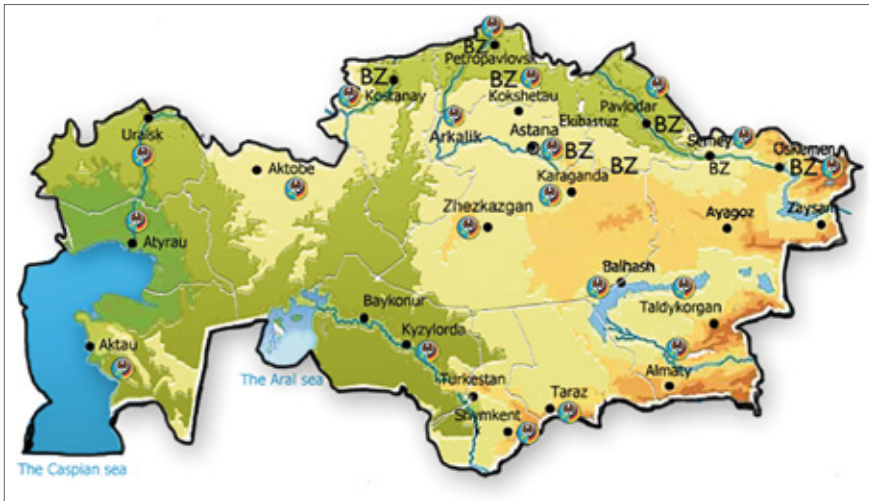 BZ
Petropavlovsk
BZ
Kostanay
BZ
Kokshetau
Pavlodar
Ekibastuz
BZ
Uralsk
Arkalik
Astana
BZ
BZ
Semey
BZ
Oskemen
BZ
Aktobe
Karaganda
Zhezkazgan
Ayagoz
Zaysan
Atyrau
Balhash
Baykonur
Taldykorgan
Aktau
Kyzylorda
The Aral sea
Almaty
Turkestan
Taraz
Shymkent
The Caspian sea